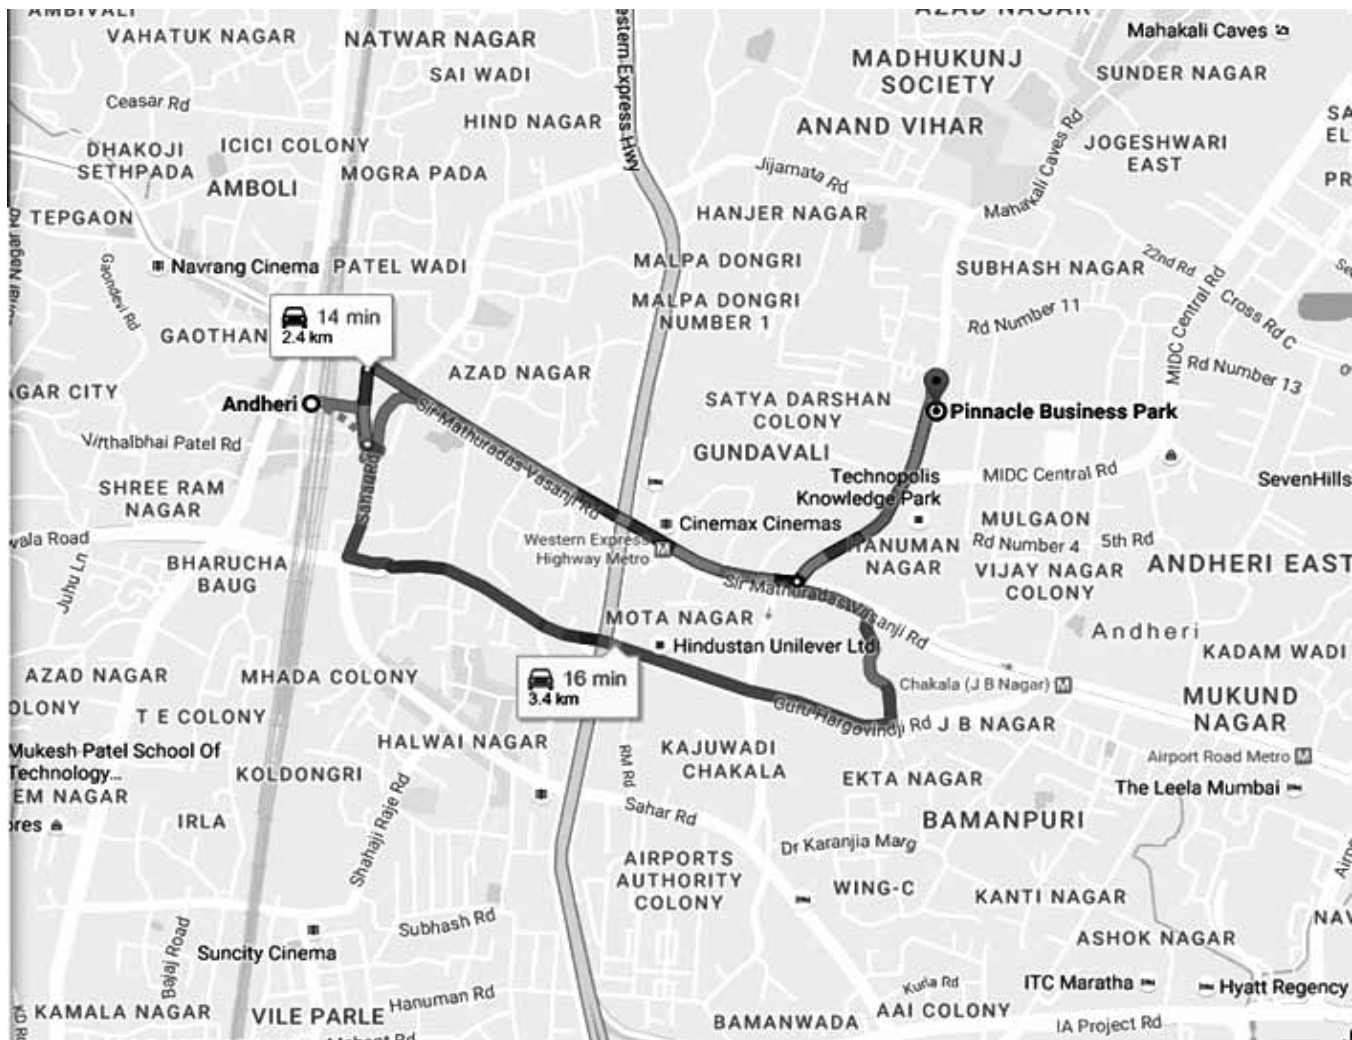 AMBIVALI
AZAD NAGAR
VAHATUK NAGAR
NATWAR NAGAR
Western Express Hwy
Mahakali Caves
MADHUKUNJ
SOCIETY
SAI WADI
SUNDER NAGAR
Ceasar Rd
HIND NAGAR
ANAND VIHAR
DHAKOJI
SETHPADA
ICICI COLONY
JOGESHWARI
EAST
Mahakali Caves Rd
AMBOLI
MOGRA PADA
Jijamata Rd
TEPGAON
HANJER NAGAR
Navrang Cinema
PATEL WADI
MALPA DONGRI
SUBHASH NAGAR
22nd Rd
Cross Rd C
Gaondevi Rd
MALPA DONGRI
NUMBER 1
Rd Number 11
MIDC Central Rd
14 min
2.4 km
GAOTHAN
AZAD NAGAR
Rd Number 13
AGAR CITY
Andheri
Sir Mathuradas Vasanji Rd
SATYA DARSHAN
COLONY
Pinnacle Business Park
Virthalbhai Patel Rd
GUNDAVALI
Technopolis
Knowledge Park
MIDC Central Rd
SevenHills
SHREE RAM
NAGAR
Sahar Rd
Cinemax Cinemas
MULGAON
Western Express
Highway Metro
HANUMAN
NAGAR
Rd Number 4
5th Rd
wala Road
Juhu Ln
BHARUCHA
BAUG
VIJAY NAGAR
COLONY
ANDHERI EAST
Sir Mathuradas Vasanji Rd
MOTA NAGAR
Hindustan Unilever Ltd
Andheri
KADAM WADI
16 min
3.4 km
AZAD NAGAR
MHADA COLONY
Chakala (J B Nagar)
MUKUND
NAGAR
OLONY
T E COLONY
Guru Hargovindji Rd
J B NAGAR
HALWAI NAGAR
RM Rd
KAJUWADI
CHAKALA
Mukesh Patel School Of
Technology...
KOLDONGRI
EKTA NAGAR
Airport Road Metro
The Leela Mumbai
EM NAGAR
ores
IRLA
Shahaji Raje Rd
Sahar Rd
BAMANPURI
Dr Karanjia Marg
AIRPORTS
AUTHORITY
COLONY
WING-C
KANTI NAGAR
Bajaj Road
Subhash Rd
Suncity Cinema
ASHOK NAGAR
Kurla Rd
ITC Maratha
Hyatt Regency
KAMALA NAGAR
VILE PARLE
Hanuman Rd
BAMANWADA
AAI COLONY
IA Project Rd